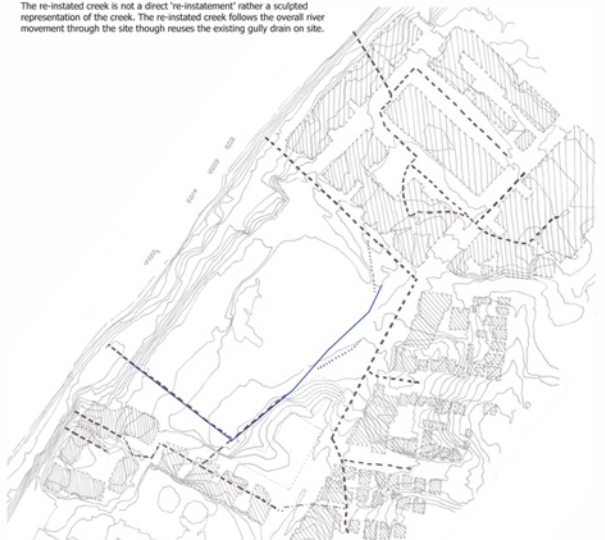 The re-instated creek is not a direct 're-instatement' rather a sculpted
representation of the creek. The re-instated creek follows the overall river
movement through the site though reuses the existing gully drain on site.